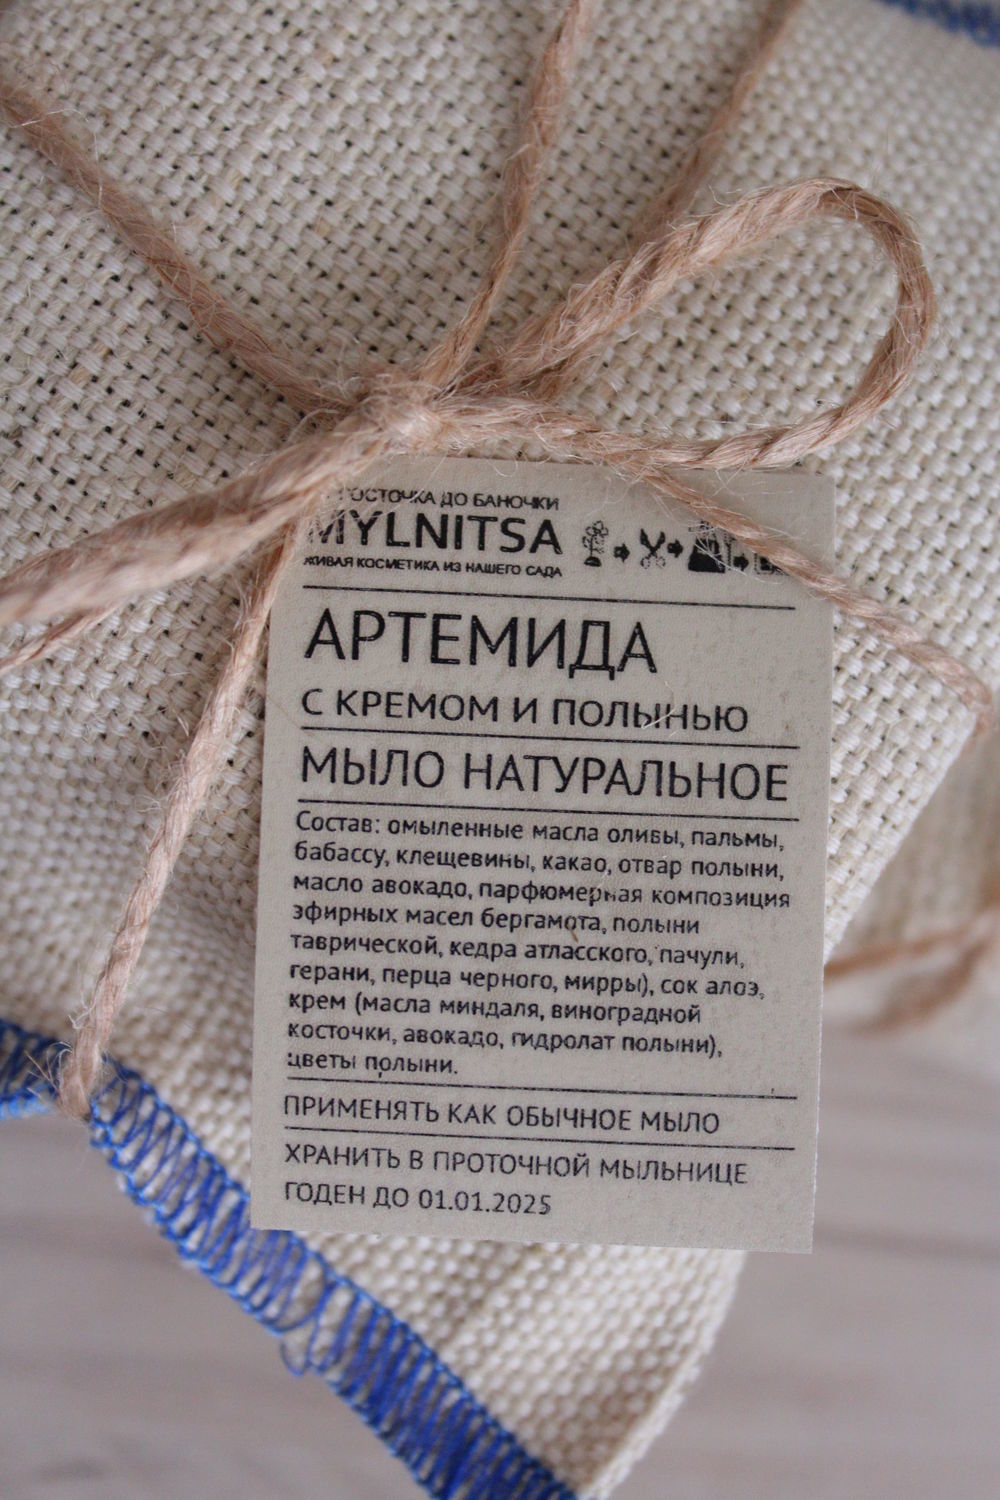 РОСТОЧКА ДО БАНОЧКИ
MYLNITSA
ЖИВАЯ КОСМЕТИКА ИЗ НАШЕГО САДА
АРТЕМИДА
С КРЕМОМ И ПОЛЫНЬЮ
МЫЛО НАТУРАЛЬНОЕ
Состав: омыленные масла оливы, пальмы,
бабассу, клещевины, какао, отвар полыни,
масло авокадо, парфюмерная композиция
эфирных масел бергамота, полыни
таврической, кедра атласского, пачули,
герани, перца черного, мирры), сок алоэ,
крем (масла миндаля, виноградной
косточки, авокадо, гидролат полыни),
цветы полыни.
ПРИМЕНЯТЬ КАК ОБЫЧНОЕ МЫЛО
ХРАНИТЬ В ПРОТОЧНОЙ МЫЛЬНИЦЕ
ГОДЕН ДО 01.01.2025